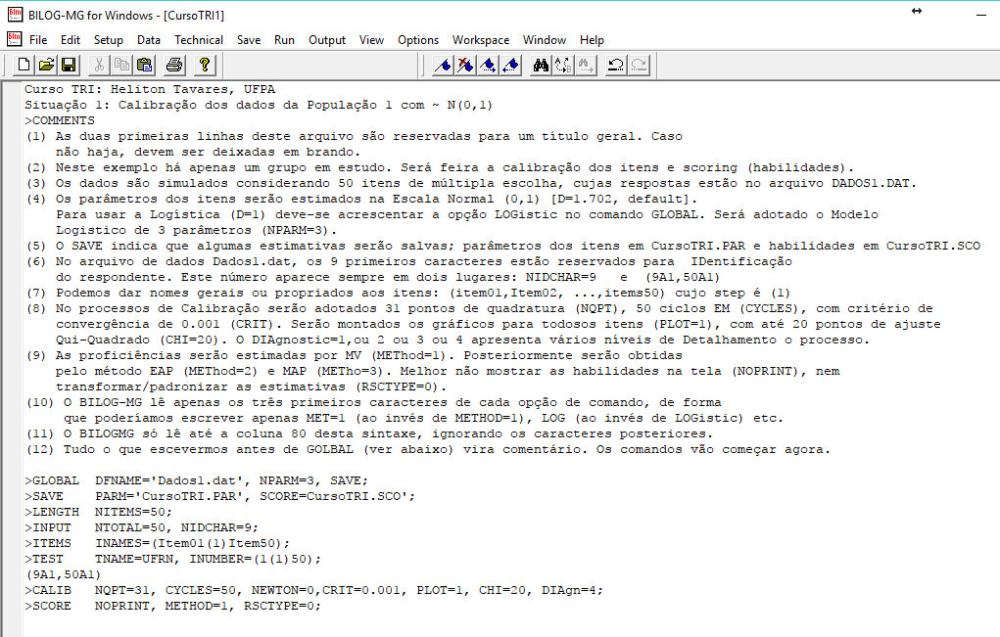 BILOG-MG for Windows - [CursoTRI1]
File Edit Setup Data Technical Save Run Output View Options Workspace Window Help
Curso TRI: Heliton Tavares, UFPA
Situação 1: Calibração dos dados da População 1 com ~ N(0,1)
>COMMENTS
(1) As duas primeiras linhas deste arquivo são reservadas para um título geral. Caso
não haja, devem ser deixadas em brando.
(2) Neste exemplo há apenas um grupo em estudo. Será feira a calibração dos itens e scoring (habilidades).
(3) Os dados são simulados considerando 50 itens de múltipla escolha, cujas respostas estão no arquivo DADOS1.DAT.
(4) Os parâmetros dos itens serão estimados na Escala Normal (0,1) [D=1.702, default].
Para usar a Logística (D=1) deve-se acrescentar a opção LOGistic no comando GLOBAL. Será adotado o Modelo
Logistico de 3 parâmetros (NPARM=3).
(5) O SAVE indica que algumas estimativas serão salvas; parâmetros dos itens em CursoTRI.PAR e habilidades em CursoTRI.SCO
(6) No arquivo de dados Dados1.dat, os 9 primeiros caracteres estão reservados para IDentificação
do respondente. Este número aparece sempre em dois lugares: NIDCHAR=9 e (9A1,50A1)
(7) Podemos dar nomes gerais ou propriados aos itens: (item01,Item02, ...,items50) cujo step é (1)
(8) No processos de Calibração serão adotados 31 pontos de quadratura (NQPT), 50 ciclos EM (CYCLES), com critério de
convergência de 0.001 (CRIT). Serão montados os gráficos para todosos itens (PLOT=1), com até 20 pontos de ajuste
Qui-Quadrado (CHI=20). O DIAgnostic=1,ou 2 ou 3 ou 4 apresenta vários níveis de Detalhamento o processo.
(9) As proficiências serão estimadas por MV (METhod=1). Posteriormente serão obtidas
pelo método EAP (METhod=2) e MAP (METho=3). Melhor não mostrar as habilidades na tela (NOPRINT), nem
transformar/padronizar as estimativas (RSCTYPE=0).
(10) O BILOG-MG lê apenas os três primeiros caracteres de cada opção de comando, de forma
que poderíamos escrever apenas MET=1 (ao invés de METHOD=1), LOG (ao invés de LOGistic) etc.
(11) O BILOGMG só lê até a coluna 80 desta sintaxe, ignorando os caracteres posteriores.
(12) Tudo o que escevermos antes de GOLBAL (ver abaixo) vira comentário. Os comandos vão começar agora.
>GLOBAL DFNAME='Dados1.dat', NPARM=3, SAVE;
>SAVE PARM='CursoTRI.PAR', SCORE=CursoTRI.SCO';
>LENGTH NITEMS=50;
>INPUT NTOTAL=50, NIDCHAR=9;
>ITEMS INAMES=(Item01(1)Item50);
>TEST TNAME=UFRN, INUMBER=(1(1)50);
(9A1,50A1)
>CALIB NQPT=31, CYCLES=50, NEWTON=0,CRIT=0.001, PLOT=1, CHI=20, DIAgn=4;
>SCORE NOPRINT, METHOD=1, RSCTYPE=0;